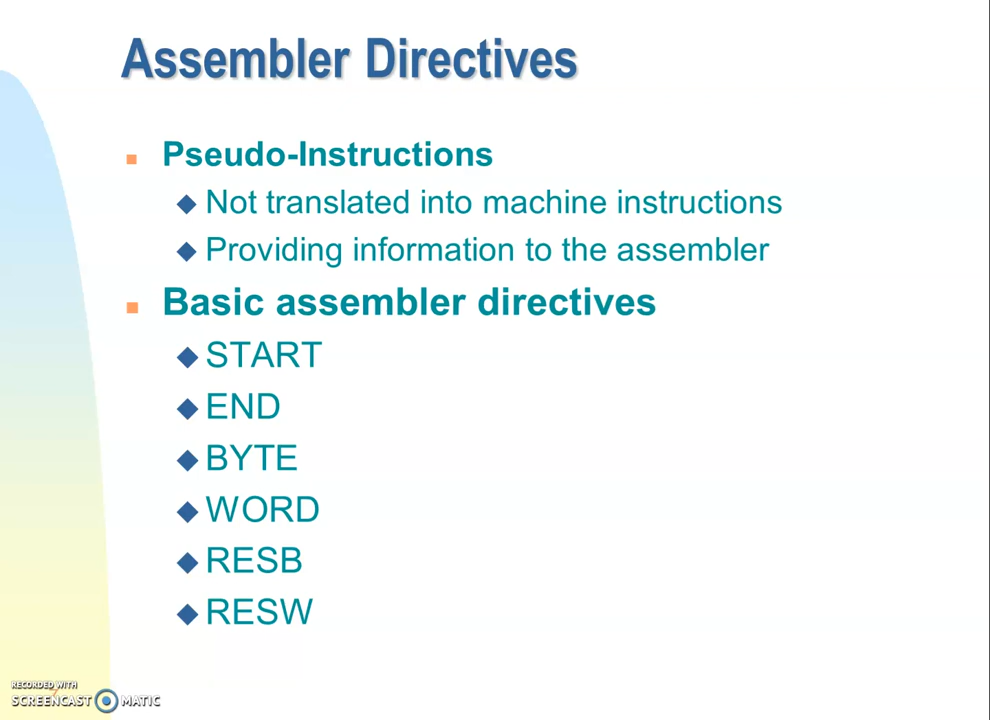 Assembler Directives
Pseudo-Instructions
Not translated into machine instructions
Providing information to the assembler
Basic assembler directives
START
END
BYTE
WORD
RESB
RESW
RECORDED WITH
SCREENCAST MATIC